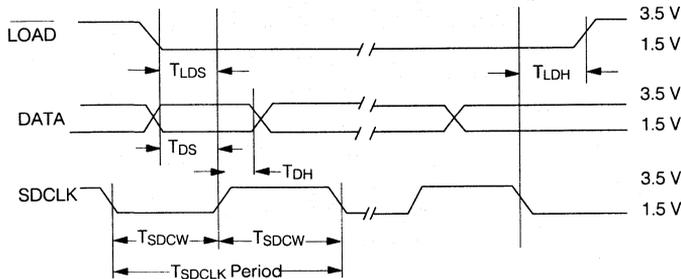 LOAD
3.5 V
1.5 V
TLDS
TLDH
DATA
3.5 V
1.5 V
TDS
TDH
SDCLK
3.5 V
1.5 V
TSDCW
TSDCW
TSDCLK Period